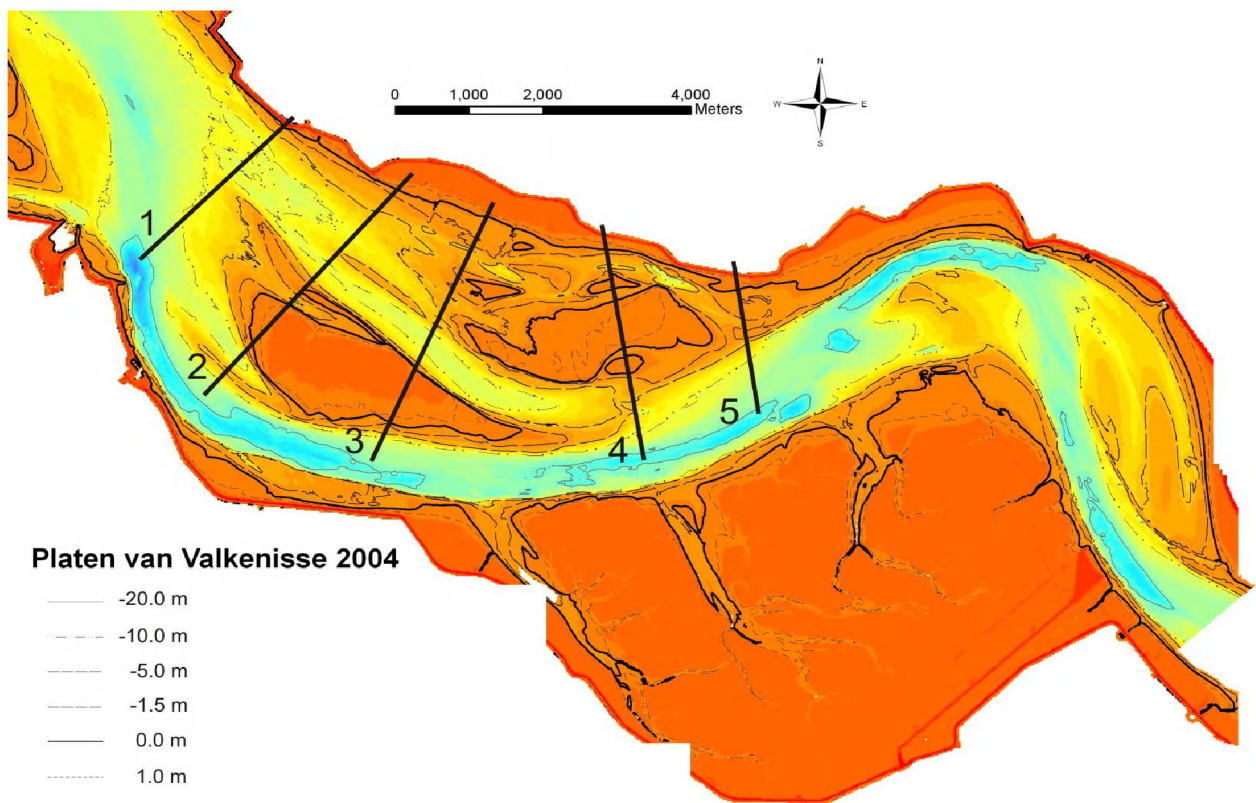 N
W E
S
0 1,000 2,000 4,000
Meters
1
2
3
4
5
Platen van Valkenisse 2004
-20.0 m
-10.0 m
-5.0 m
-1.5 m
0.0 m
1.0 m